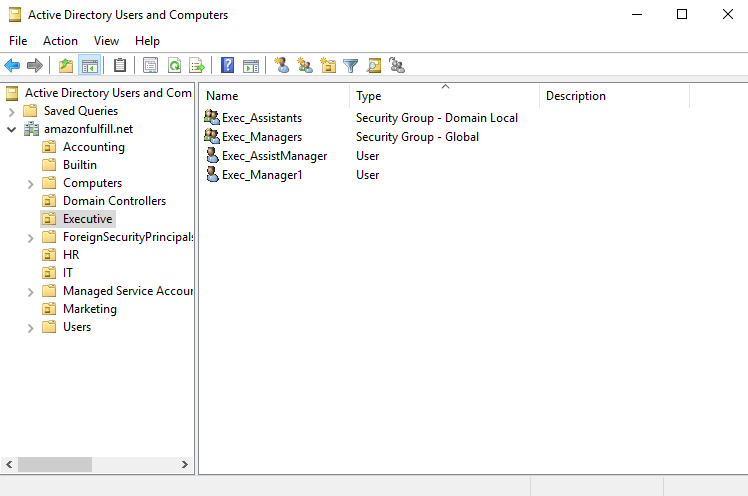 Active Directory Users and Computers
File Action View Help
Active Directory Users and Com
Saved Queries
amazonfulfill.net
Accounting
Builtin
Computers
Domain Controllers
Executive
ForeignSecurityPrincipals
HR
IT
Managed Service Accour
Marketing
Users
Name Type Description
Exec_Assistants Security Group - Domain Local
Exec_Managers Security Group - Global
Exec_AssistManager User
Exec_Manager1 User